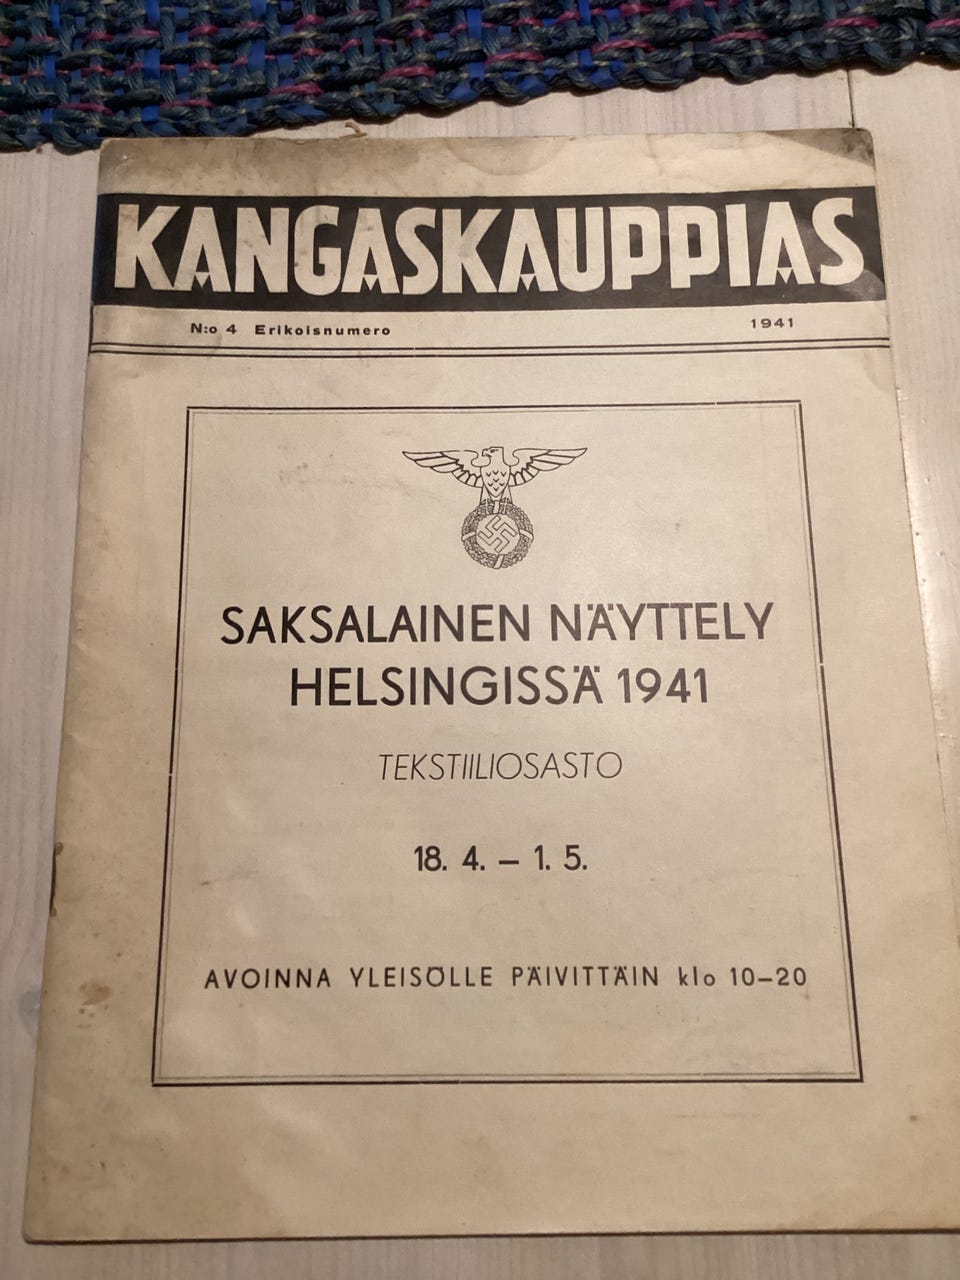 KANGASKAUPPIAS
N:o 4 Erikoisnumero 1941
SAKSALAINEN NÄYTTELY
HELSINGISSÄ 1941
TEKSTIILIOSASTO
18. 4. – 1. 5.
AVOINNA YLEISÖLLE PÄIVITTÄIN klo 10–20